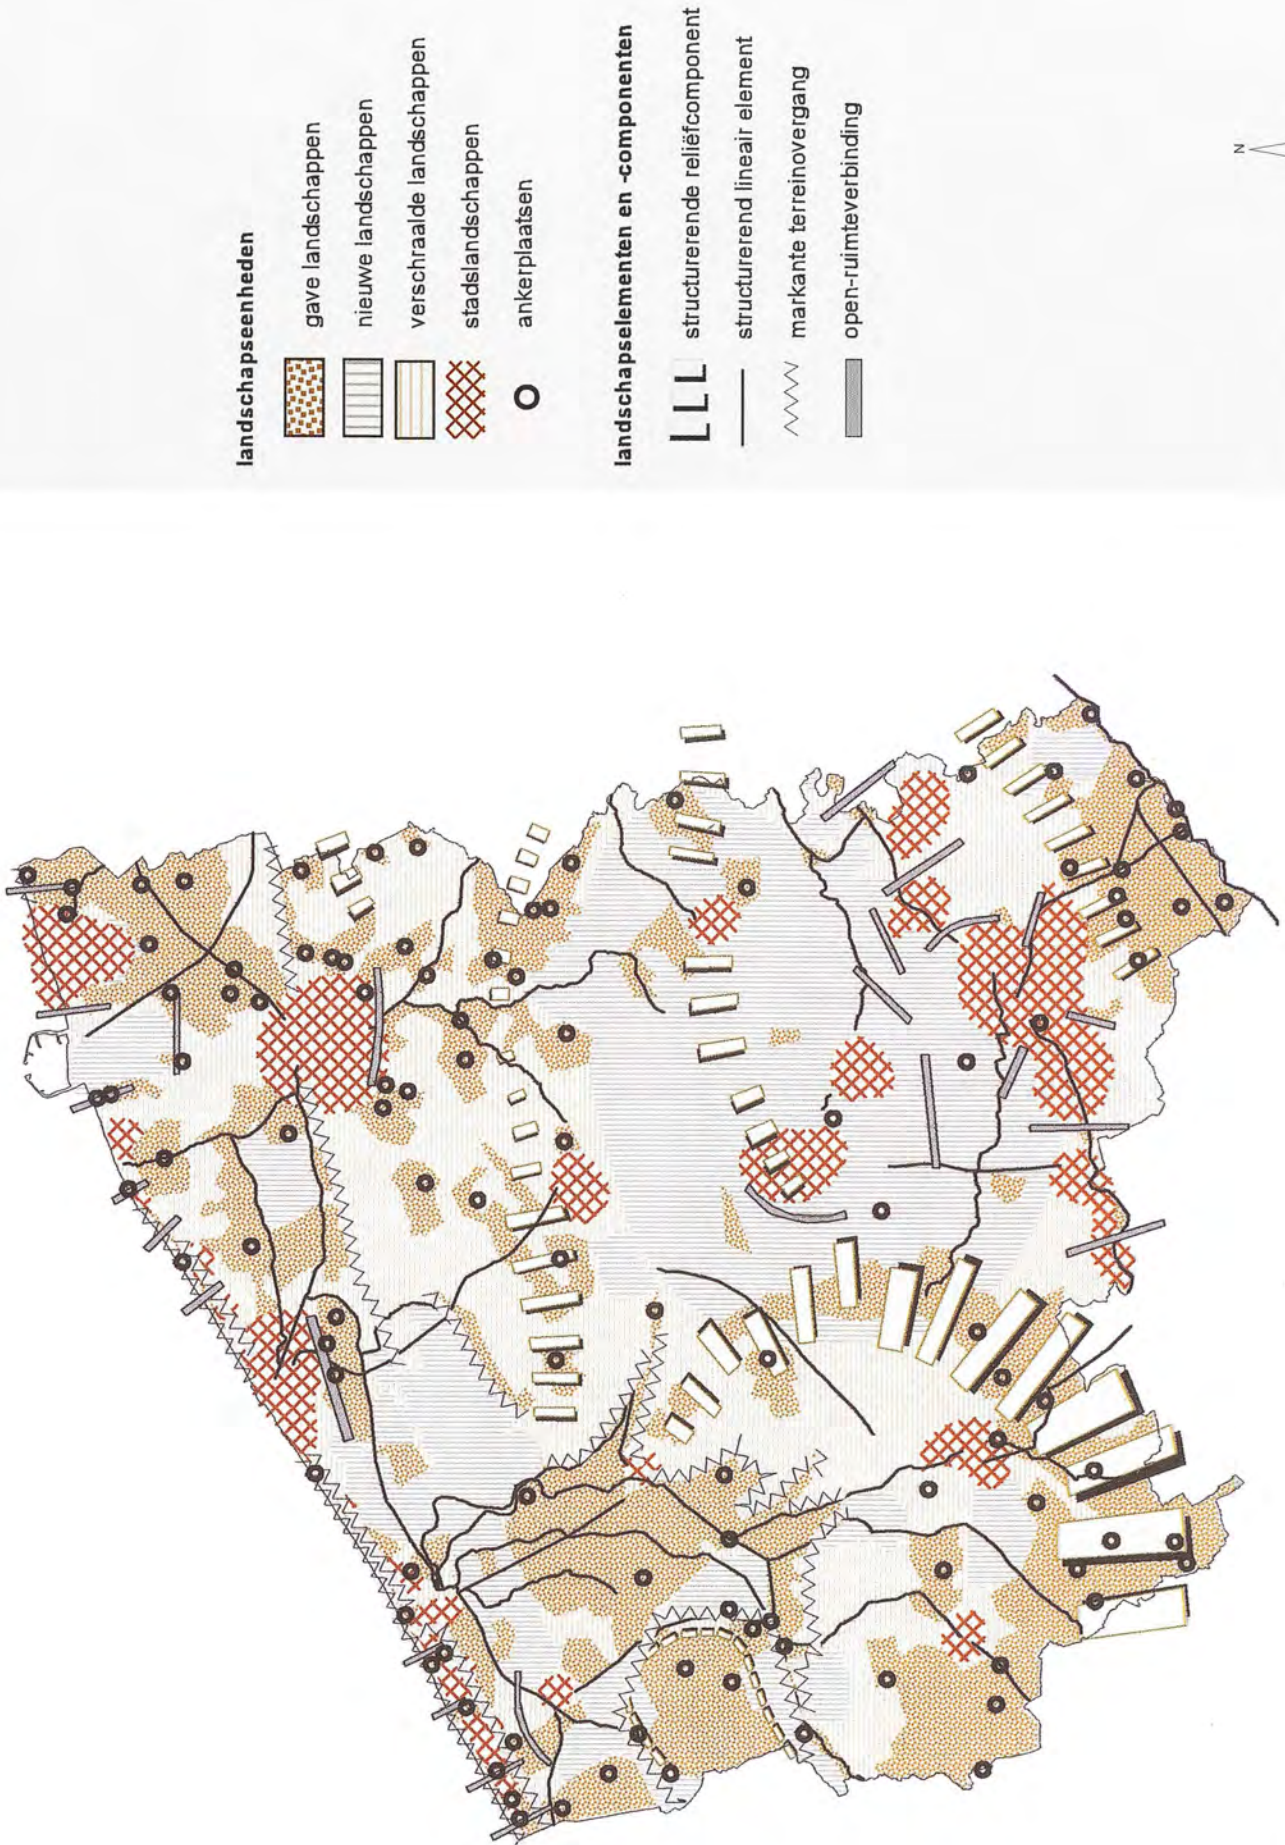 landschapseenheden
gave landschappen
nieuwe landschappen
verschraalde landschappen
stadslandschappen
ankerplaatsen
landschapselementen en -componenten
structurerende reliëfcomponent
structurerend lineair element
markante terreinovergang
open-ruimteverbinding
N